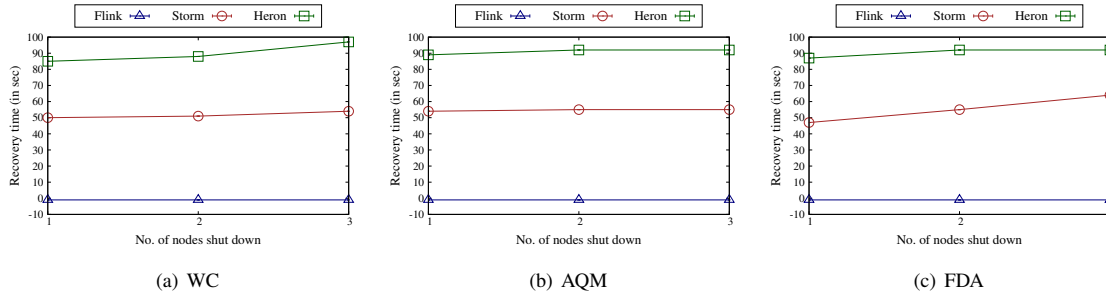 Flink Storm Heron
Recovery time (in sec)
100
90
80
70
60
50
40
30
20
10
0
-10
1 2 3
No. of nodes shut down
(a) WC
Flink Storm Heron
Recovery time (in sec)
100
90
80
70
60
50
40
30
20
10
0
-10
1 2 3
No. of nodes shut down
(b) AQM
Flink Storm Heron
Recovery time (in sec)
100
90
80
70
60
50
40
30
20
10
0
-10
1 2
No. of nodes shut down
(c) FDA